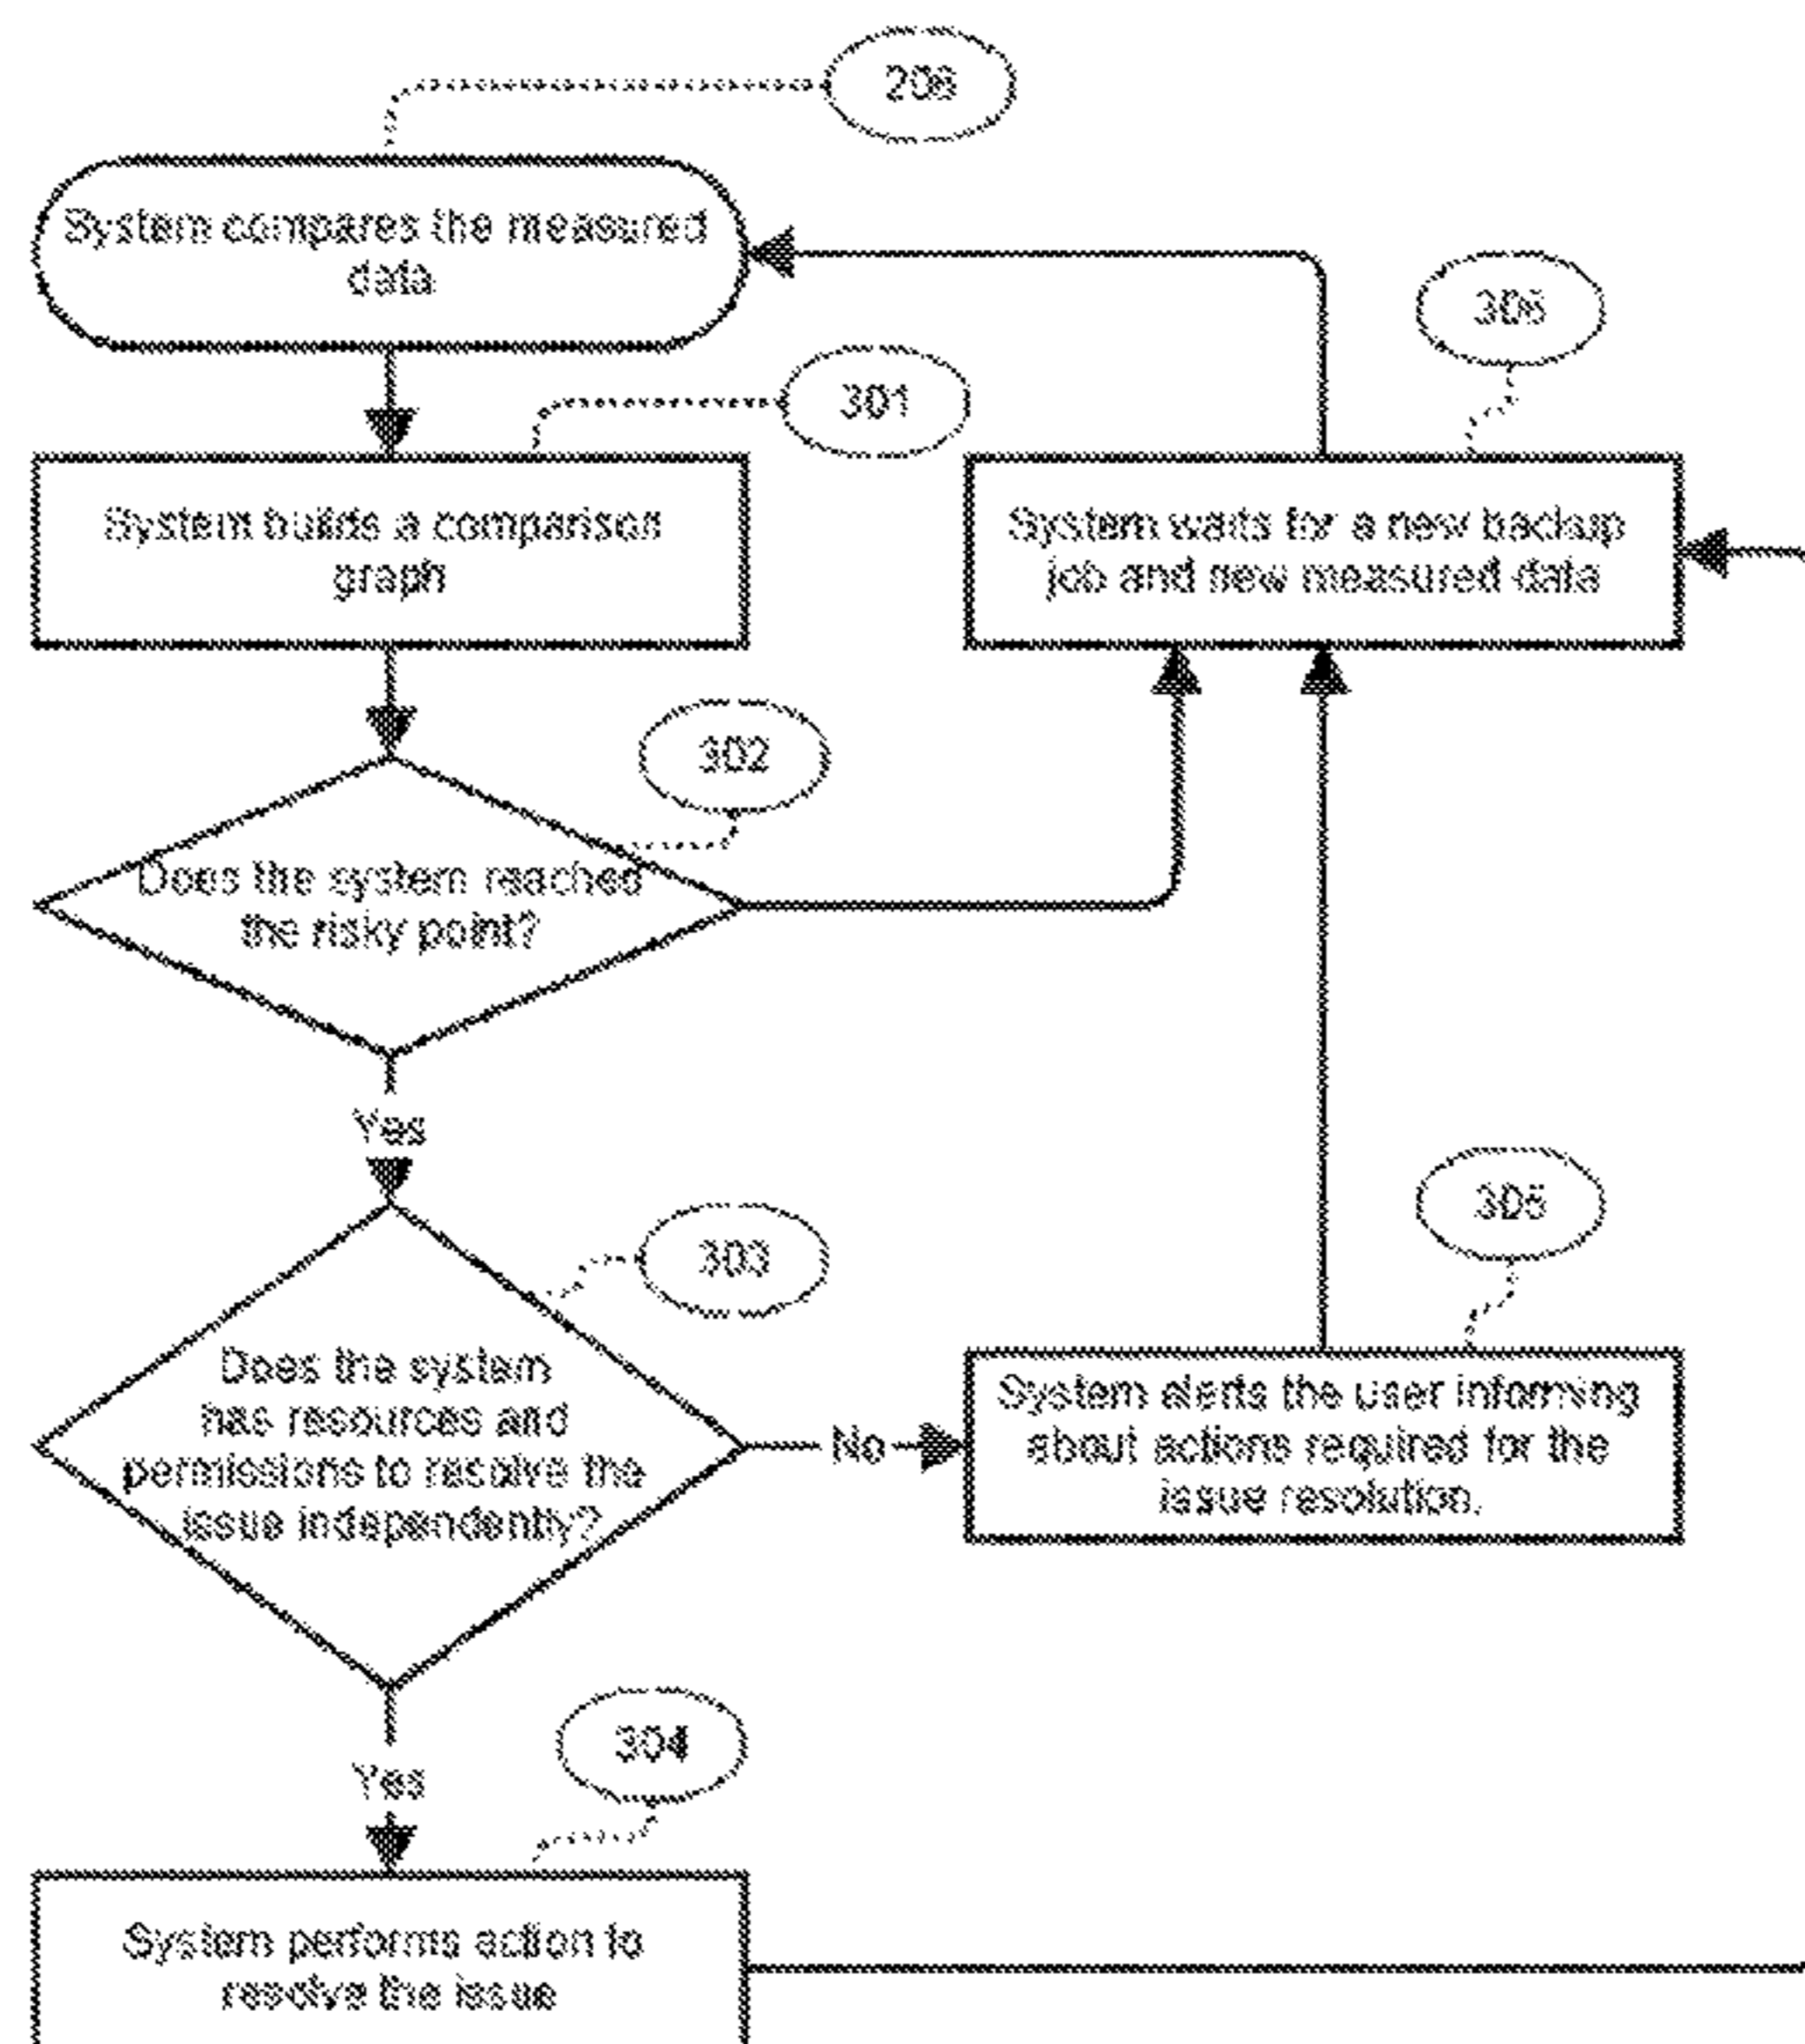 206
System compares the measured
data
306
301
System builds a comparison
graph
System waits for a new backup
job and new measured data
302
Does the system reached
the risky point?
Yes
303
305
Does the system
has resources and
permissions to resolve the
issue independently?
No
System alerts the user informing
about actions required for the
issue resolution.
Yes
304
System performs action to
resolve the issue